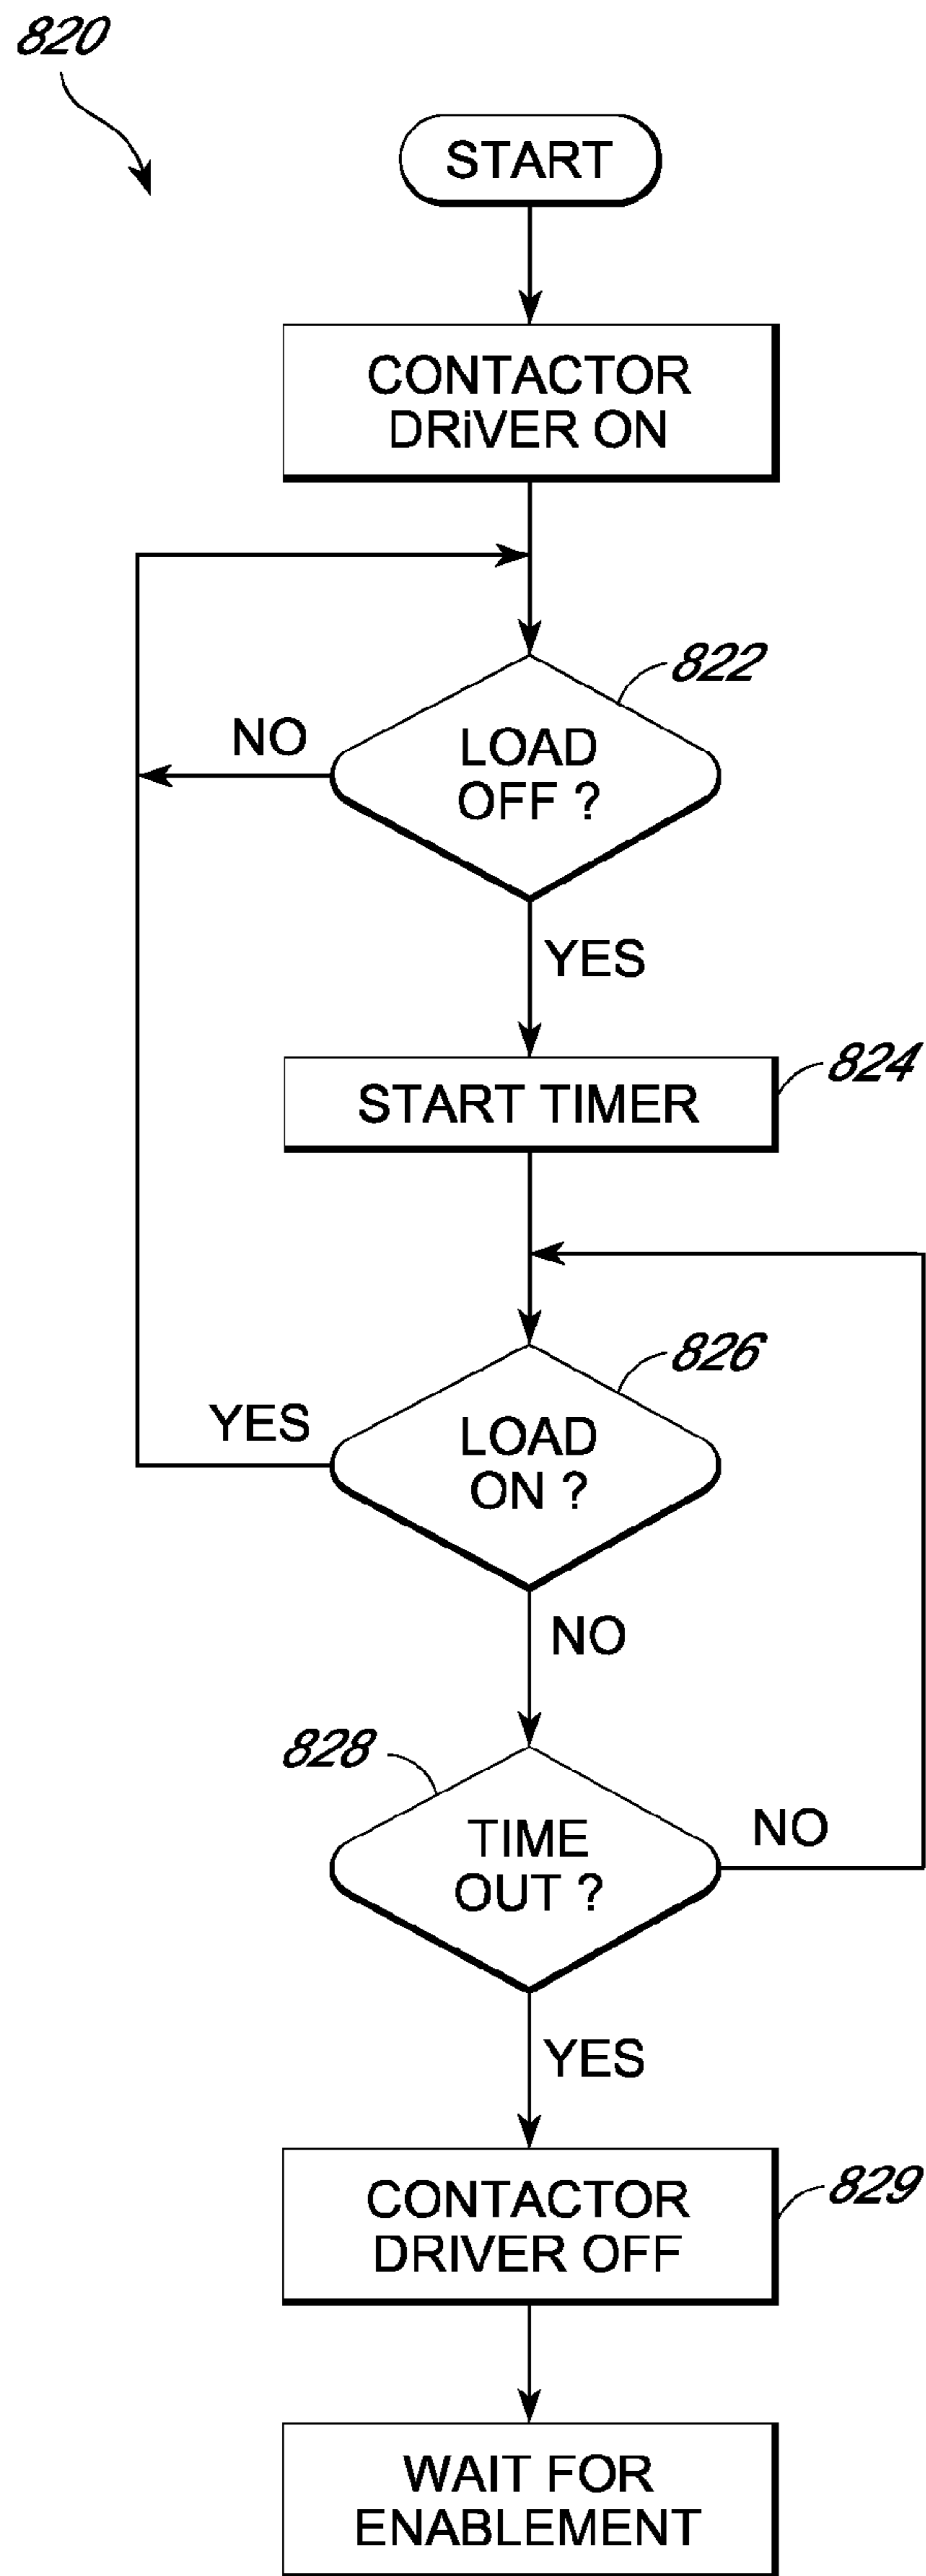 820
START
CONTACTOR
DRiVER ON
822
LOAD
OFF ?
NO
YES
824
START TIMER
826
LOAD
ON ?
YES
NO
828
TIME
OUT ?
NO
YES
829
CONTACTOR
DRIVER OFF
WAIT FOR
ENABLEMENT